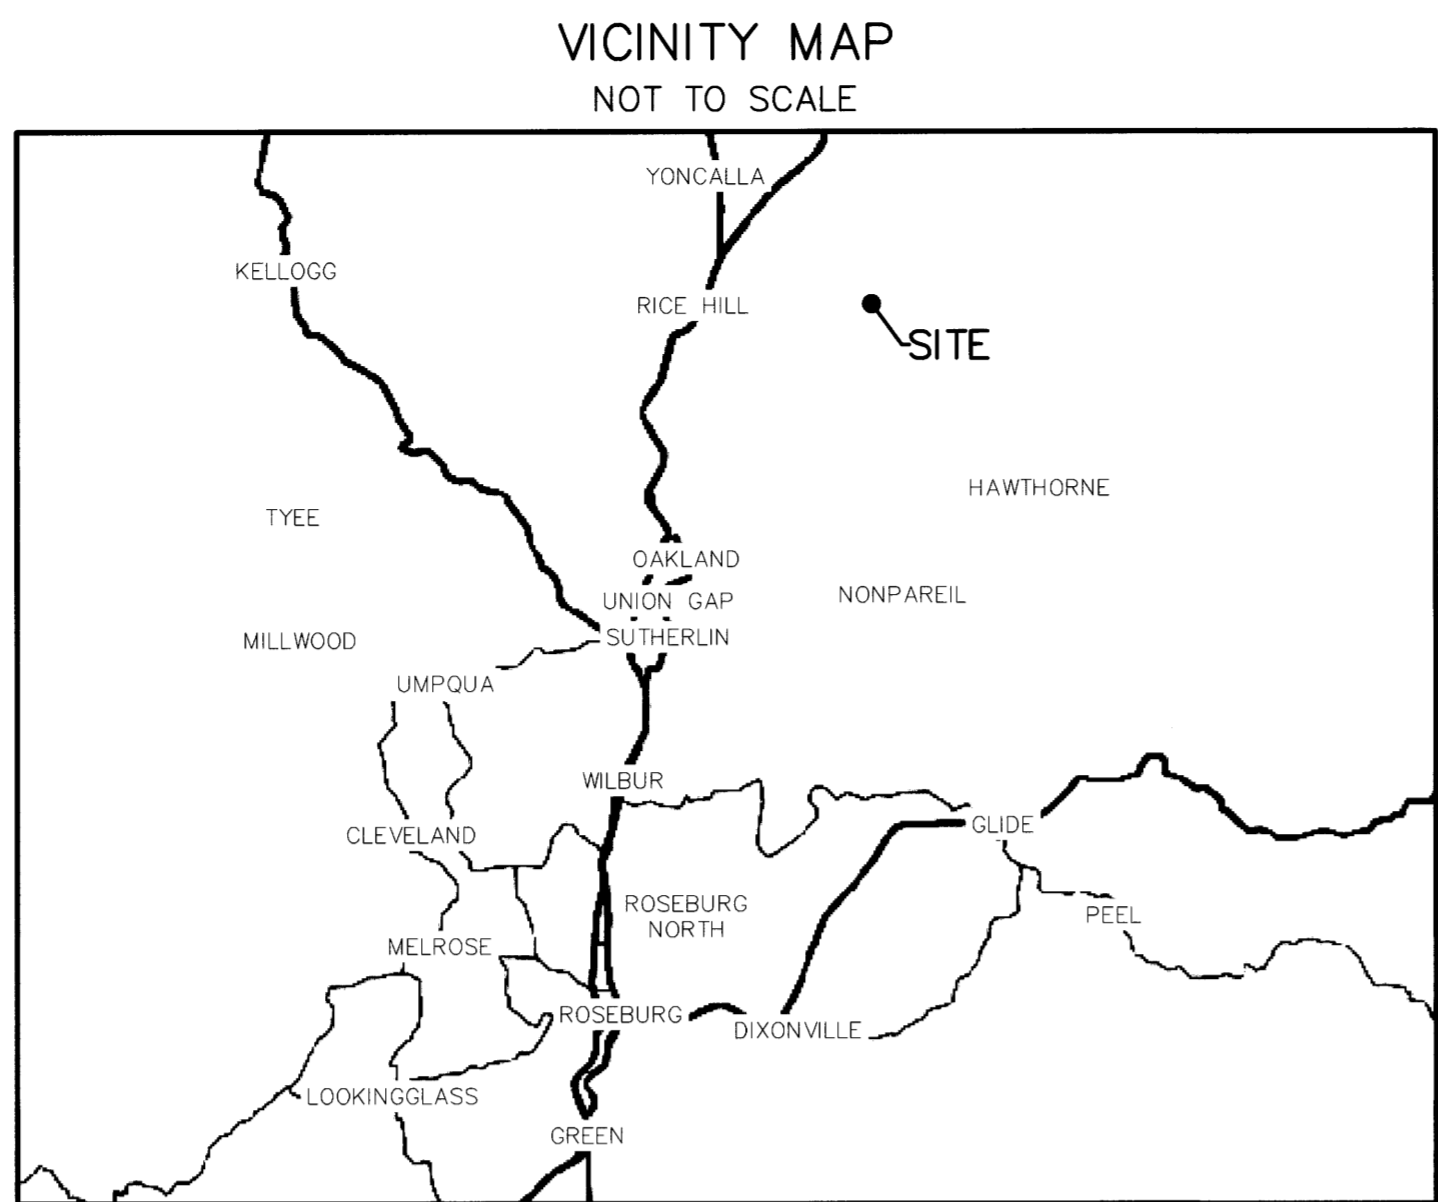 VICINITY MAP
NOT TO SCALE
YONCALLA
KELLOGG
RICE HILL
SITE
HAWTHORNE
TYEE
OAKLAND
NONPAREIL
UNION GAP
SUTHERLIN
MILLWOOD
UMPQUA
WILBUR
GLIDE
CLEVELAND
ROSEBURG
NORTH
PEEL
MELROSE
ROSEBURG
DIXONVILLE
LOOKINGGLASS
GREEN